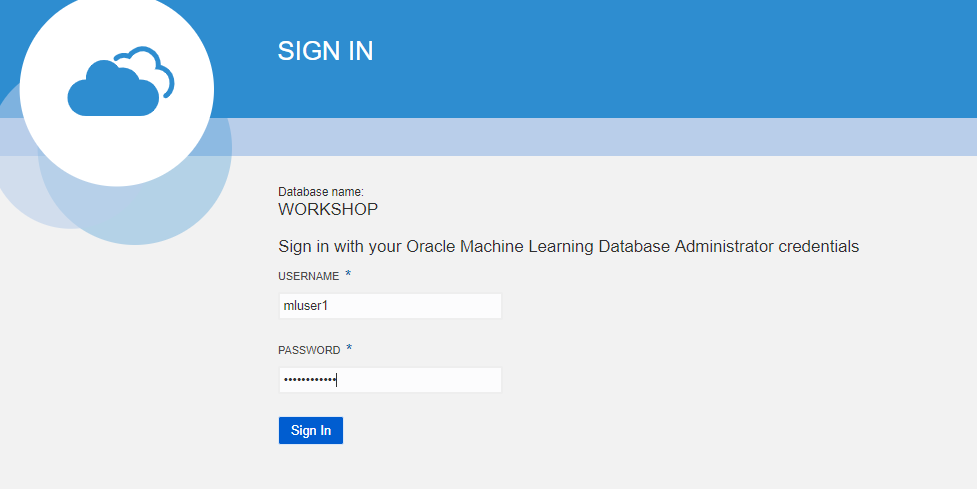 SIGN IN
Database name:
WORKSHOP
Sign in with your Oracle Machine Learning Database Administrator credentials
USERNAME *
mluser1
PASSWORD *
••••••••••••
Sign In